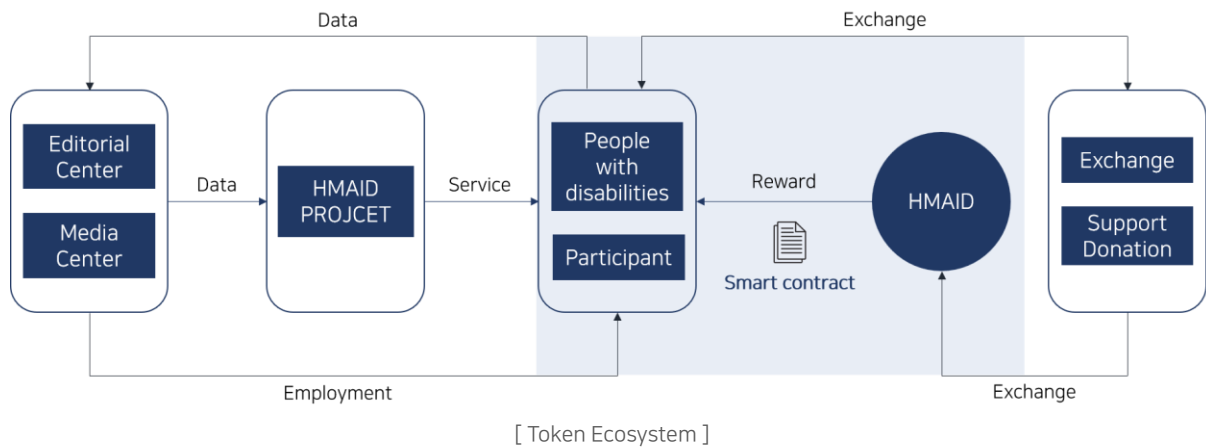 Data
Exchange
Editorial
Center
Media
Center
Data
HMAID
PROJCET
Service
People
with
disabilities
Participant
Reward
Smart contract
HMAID
Exchange
Support
Donation
Employment
Exchange
[ Token Ecosystem ]